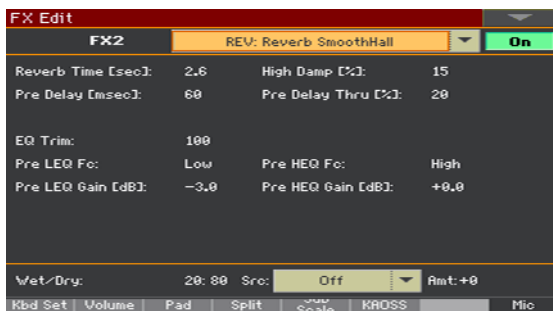 FX Edit
FX2 REV: Reverb SmoothHall On
Reverb Time [sec]: 2.6 High Damp [%]: 15
Pre Delay [msec]: 60 Pre Delay Thru [%]: 20
EQ Trim: 100
Pre LEQ Fc: Low Pre HEQ Fc: High
Pre LEQ Gain [dB]: -3.0 Pre HEQ Gain [dB]: +0.0
Wet/Dry: 20:80 Src: Off Amt:+0
Kbd Set Volume Pad Split KAOSS Mic